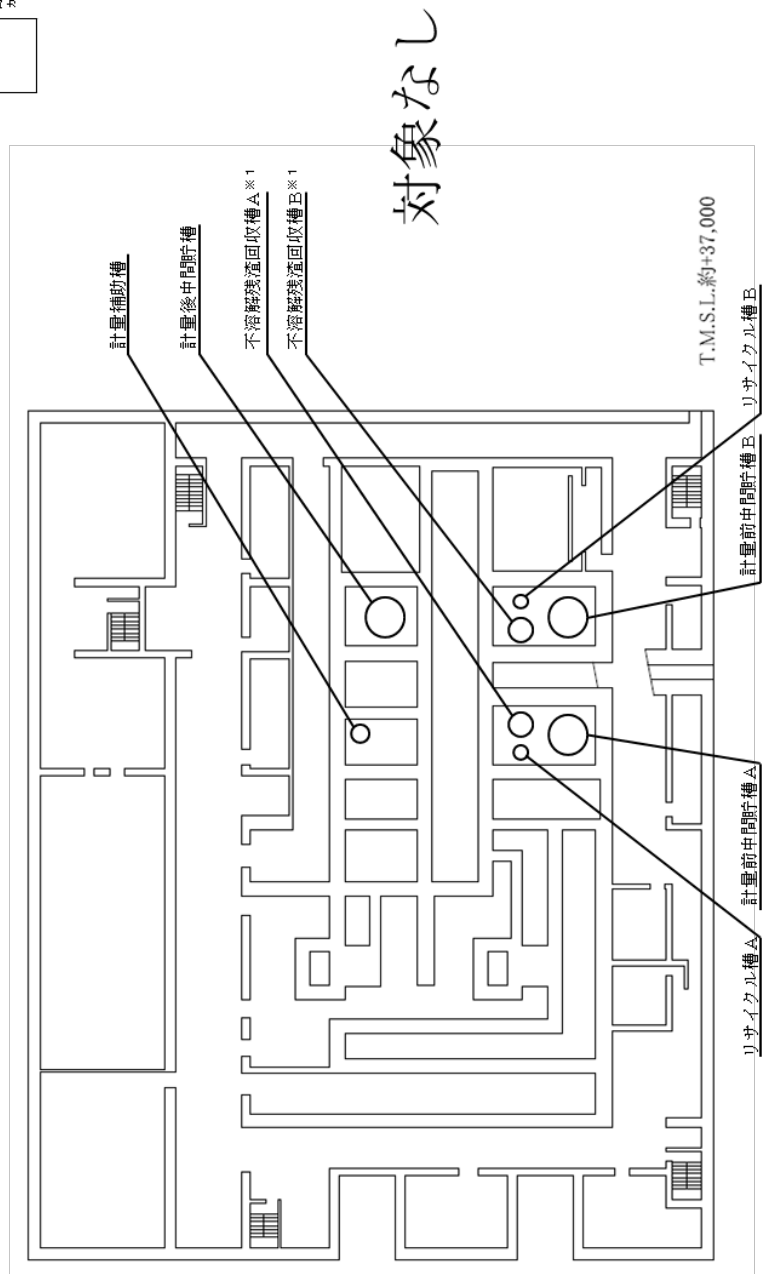 対象なし
計量補助槽
計量後中間貯槽
不溶解残渣回収槽A※1
不溶解残渣回収槽B※1
T.M.S.L.約+37,000
リサイクル槽A
計量前中間貯槽A
計量前中間貯槽B
リサイクル槽B